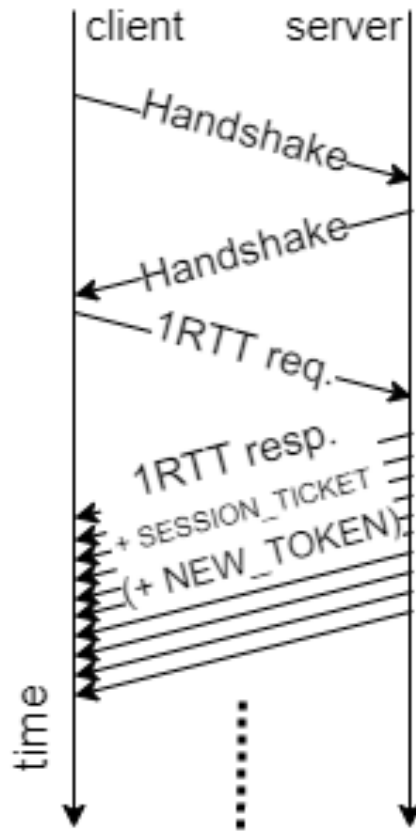 client server
Handshake
Handshake
1RTT req.
1RTT resp.
+ SESSION_TICKET
(+ NEW_TOKEN)
time